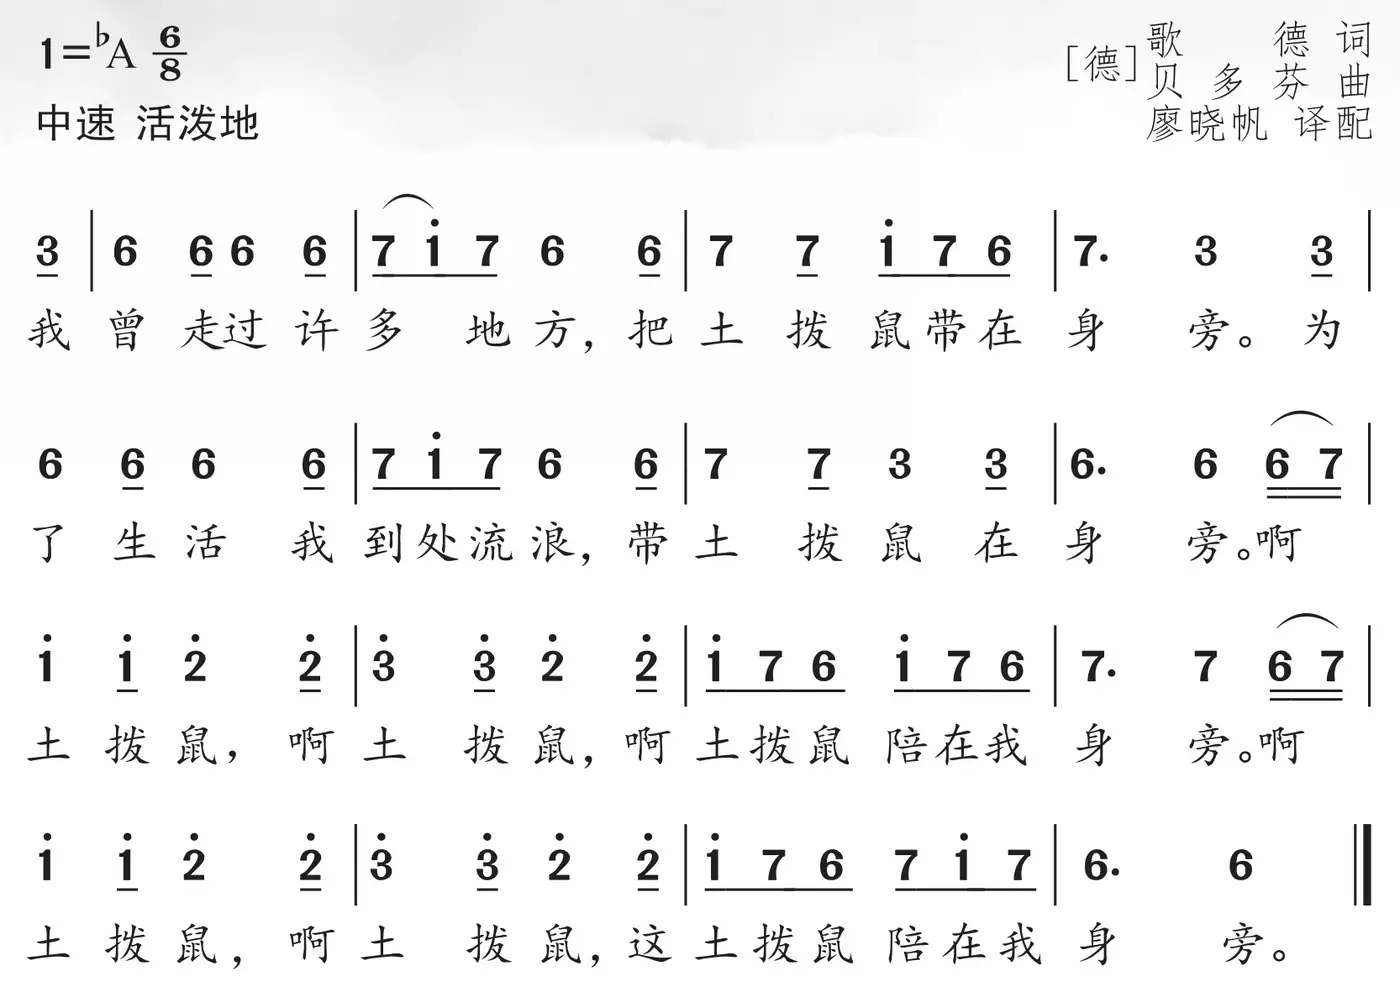 1=♭A 6/8
中速 活泼地
[德] 歌 德 词
贝 多 芬 曲
廖晓帆 译配
3 | 6 6 6 6 | 7 i 7 6 6 | 7 7 i 7 6 | 7. 3 3 |
我 曾 走过 许 多 地 方，把 土 拨 鼠带在 身 旁。为
6 6 6 6 | 7 i 7 6 6 | 7 7 3 3 | 6. 6 6 7 |
了 生 活 我 到处流浪，带 土 拨 鼠 在 身 旁。啊
i i 2̇ 2̇ | 3̇ 3̇ 2̇ 2̇ | i 7 6 i 7 6 | 7. 7 6 7 |
土 拨 鼠，啊 土 拨 鼠，啊 土拨鼠 陪在我 身 旁。啊
i i 2̇ 2̇ | 3̇ 3̇ 2̇ 2̇ | i 7 6 7 i 7 | 6. 6 ‖
土 拨 鼠，啊 土 拨 鼠，这 土拨鼠 陪在我 身 旁。